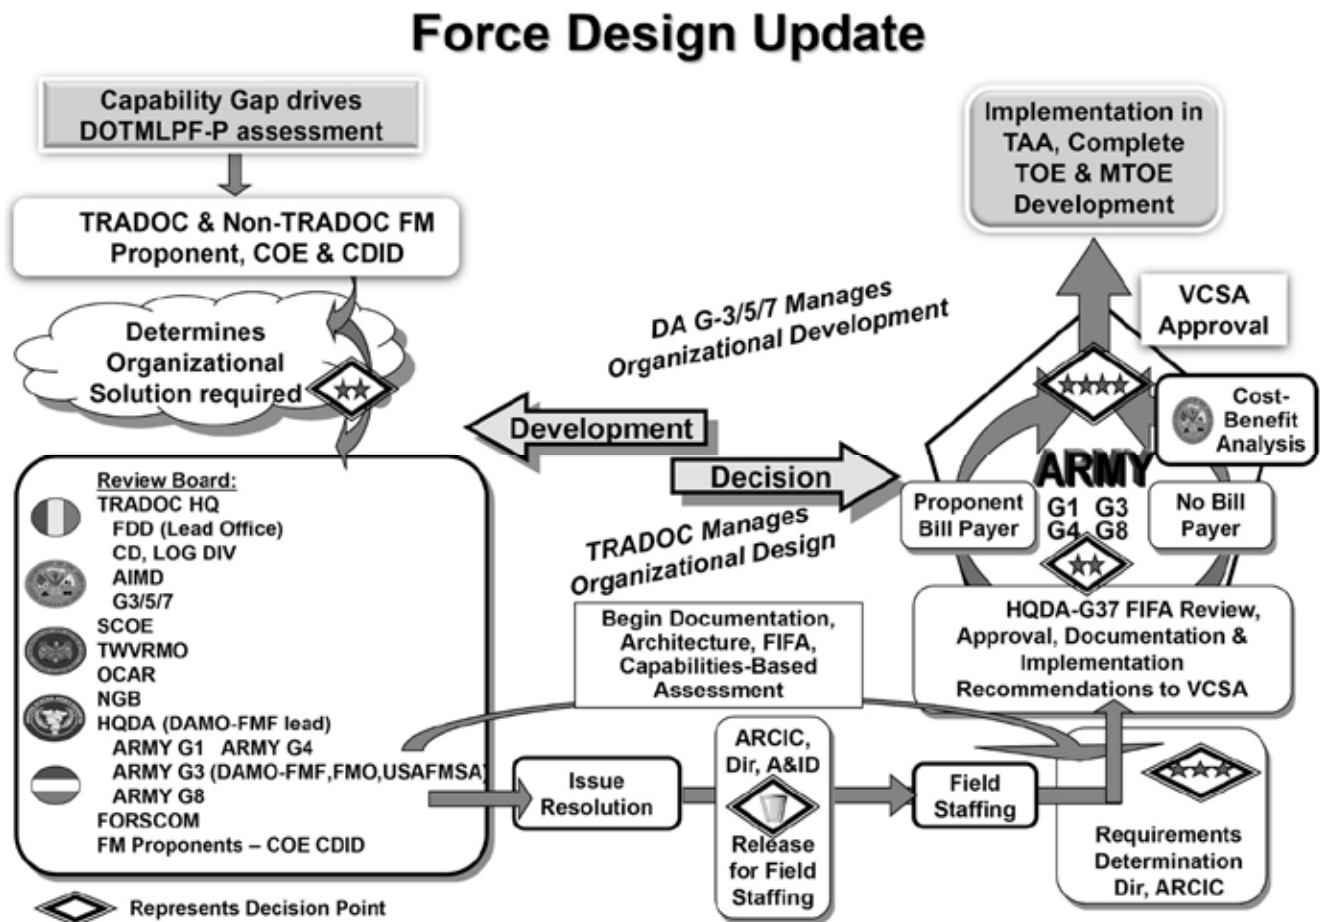 Force Design Update
Capability Gap drives
DOTMLPF-P assessment
TRADOC & Non-TRADOC FM
Proponent, COE & CDID
Determines
Organizational
Solution required
Review Board:
TRADOC HQ
FDD (Lead Office)
CD, LOG DIV
AIMD
G3/5/7
SCOE
TWVRMO
OCAR
NGB
HQDA (DAMO-FMF lead)
ARMY G1 ARMY G4
ARMY G3 (DAMO-FMF,FMO,USAFMSA)
ARMY G8
FORSCOM
FM Proponents – COE CDID
Represents Decision Point
DA G-3/5/7 Manages
Organizational Development
Development
Decision
TRADOC Manages
Organizational Design
Begin Documentation,
Architecture, FIFA,
Capabilities-Based
Assessment
Issue
Resolution
ARCIC,
Dir, A&ID
Release
for Field
Staffing
Field
Staffing
Requirements
Determination
Dir, ARCIC
HQDA-G37 FIFA Review,
Approval, Documentation &
Implementation
Recommendations to VCSA
Proponent
Bill Payer
ARMY
G1 G3
G4 G8
No Bill
Payer
Cost-
Benefit
Analysis
VCSA
Approval
Implementation in
TAA, Complete
TOE & MTOE
Development